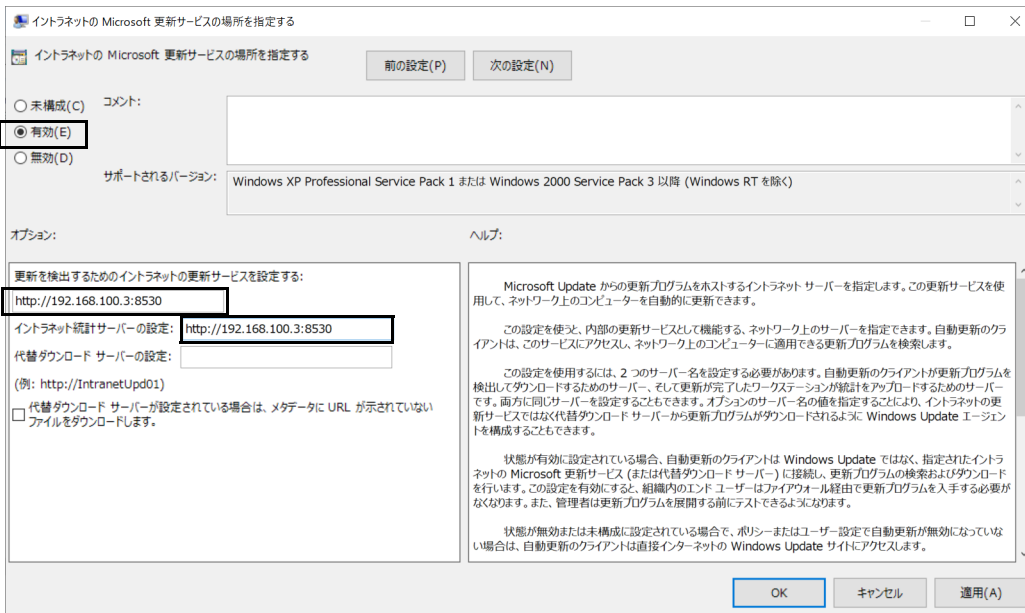 イントラネットの Microsoft 更新サービスの場所を指定する
イントラネットの Microsoft 更新サービスの場所を指定する
前の設定(P)
次の設定(N)
未構成(C)
コメント:
有効(E)
無効(D)
サポートされるバージョン:
Windows XP Professional Service Pack 1 または Windows 2000 Service Pack 3 以降 (Windows RT を除く)
オプション:
ヘルプ:
更新を検出するためのイントラネットの更新サービスを設定する:
http://192.168.100.3:8530
イントラネット統計サーバーの設定:
http://192.168.100.3:8530
代替ダウンロード サーバーの設定:
(例: http://IntranetUpd01)
代替ダウンロード サーバーが設定されている場合は、メタデータに URL が示されていない
ファイルをダウンロードします。
Microsoft Update からの更新プログラムをホストするイントラネット サーバーを指定します。この更新サービスを使
用して、ネットワーク上のコンピューターを自動的に更新できます。
この設定を使うと、内部の更新サービスとして機能する、ネットワーク上のサーバーを指定できます。自動更新のクラ
イアントは、このサービスにアクセスし、ネットワーク上のコンピューターに適用できる更新プログラムを検索します。
この設定を使用するには、2 つのサーバー名を設定する必要があります。自動更新のクライアントが更新プログラムを
検出してダウンロードするためのサーバー、そして更新が完了したワークステーションが統計をアップロードするためのサーバー
です。両方に同じサーバーを設定することもできます。オプションのサーバー名の値を指定することにより、イントラネットの更
新サービスではなく代替ダウンロード サーバーから更新プログラムがダウンロードされるように Windows Update エージェン
トを構成することもできます。
状態が有効に設定されている場合、自動更新のクライアントは Windows Update ではなく、指定されたイントラ
ネットの Microsoft 更新サービス (または代替ダウンロード サーバー) に接続し、更新プログラムの検索およびダウンロード
を行います。この設定を有効にすると、組織内のエンド ユーザーはファイアウォール経由で更新プログラムを入手する必要が
なくなります。また、管理者は更新プログラムを展開する前にテストできるようになります。
状態が無効または未構成に設定されている場合で、ポリシーまたはユーザー設定で自動更新が無効になっていな
い場合は、自動更新のクライアントは直接インターネットの Windows Update サイトにアクセスします。
OK
キャンセル
適用(A)